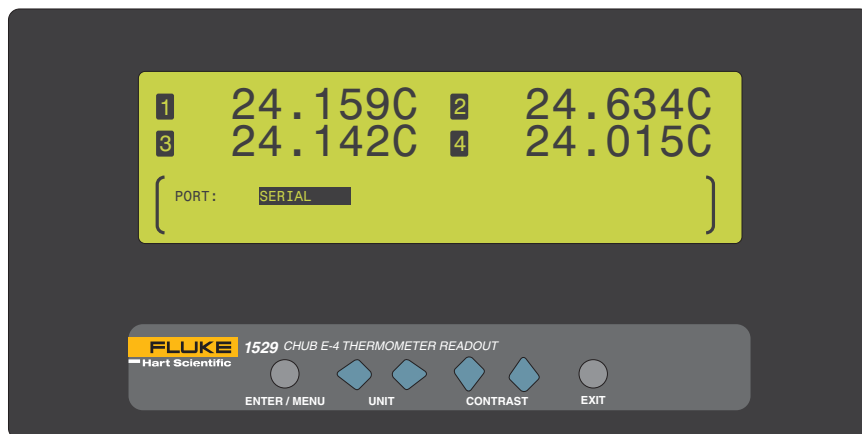 1 24.159C 2 24.634C
3 24.142C 4 24.015C
PORT: SERIAL
FLUKE 1529 CHUB E-4 THERMOMETER READOUT
Hart Scientific
ENTER / MENU UNIT CONTRAST EXIT